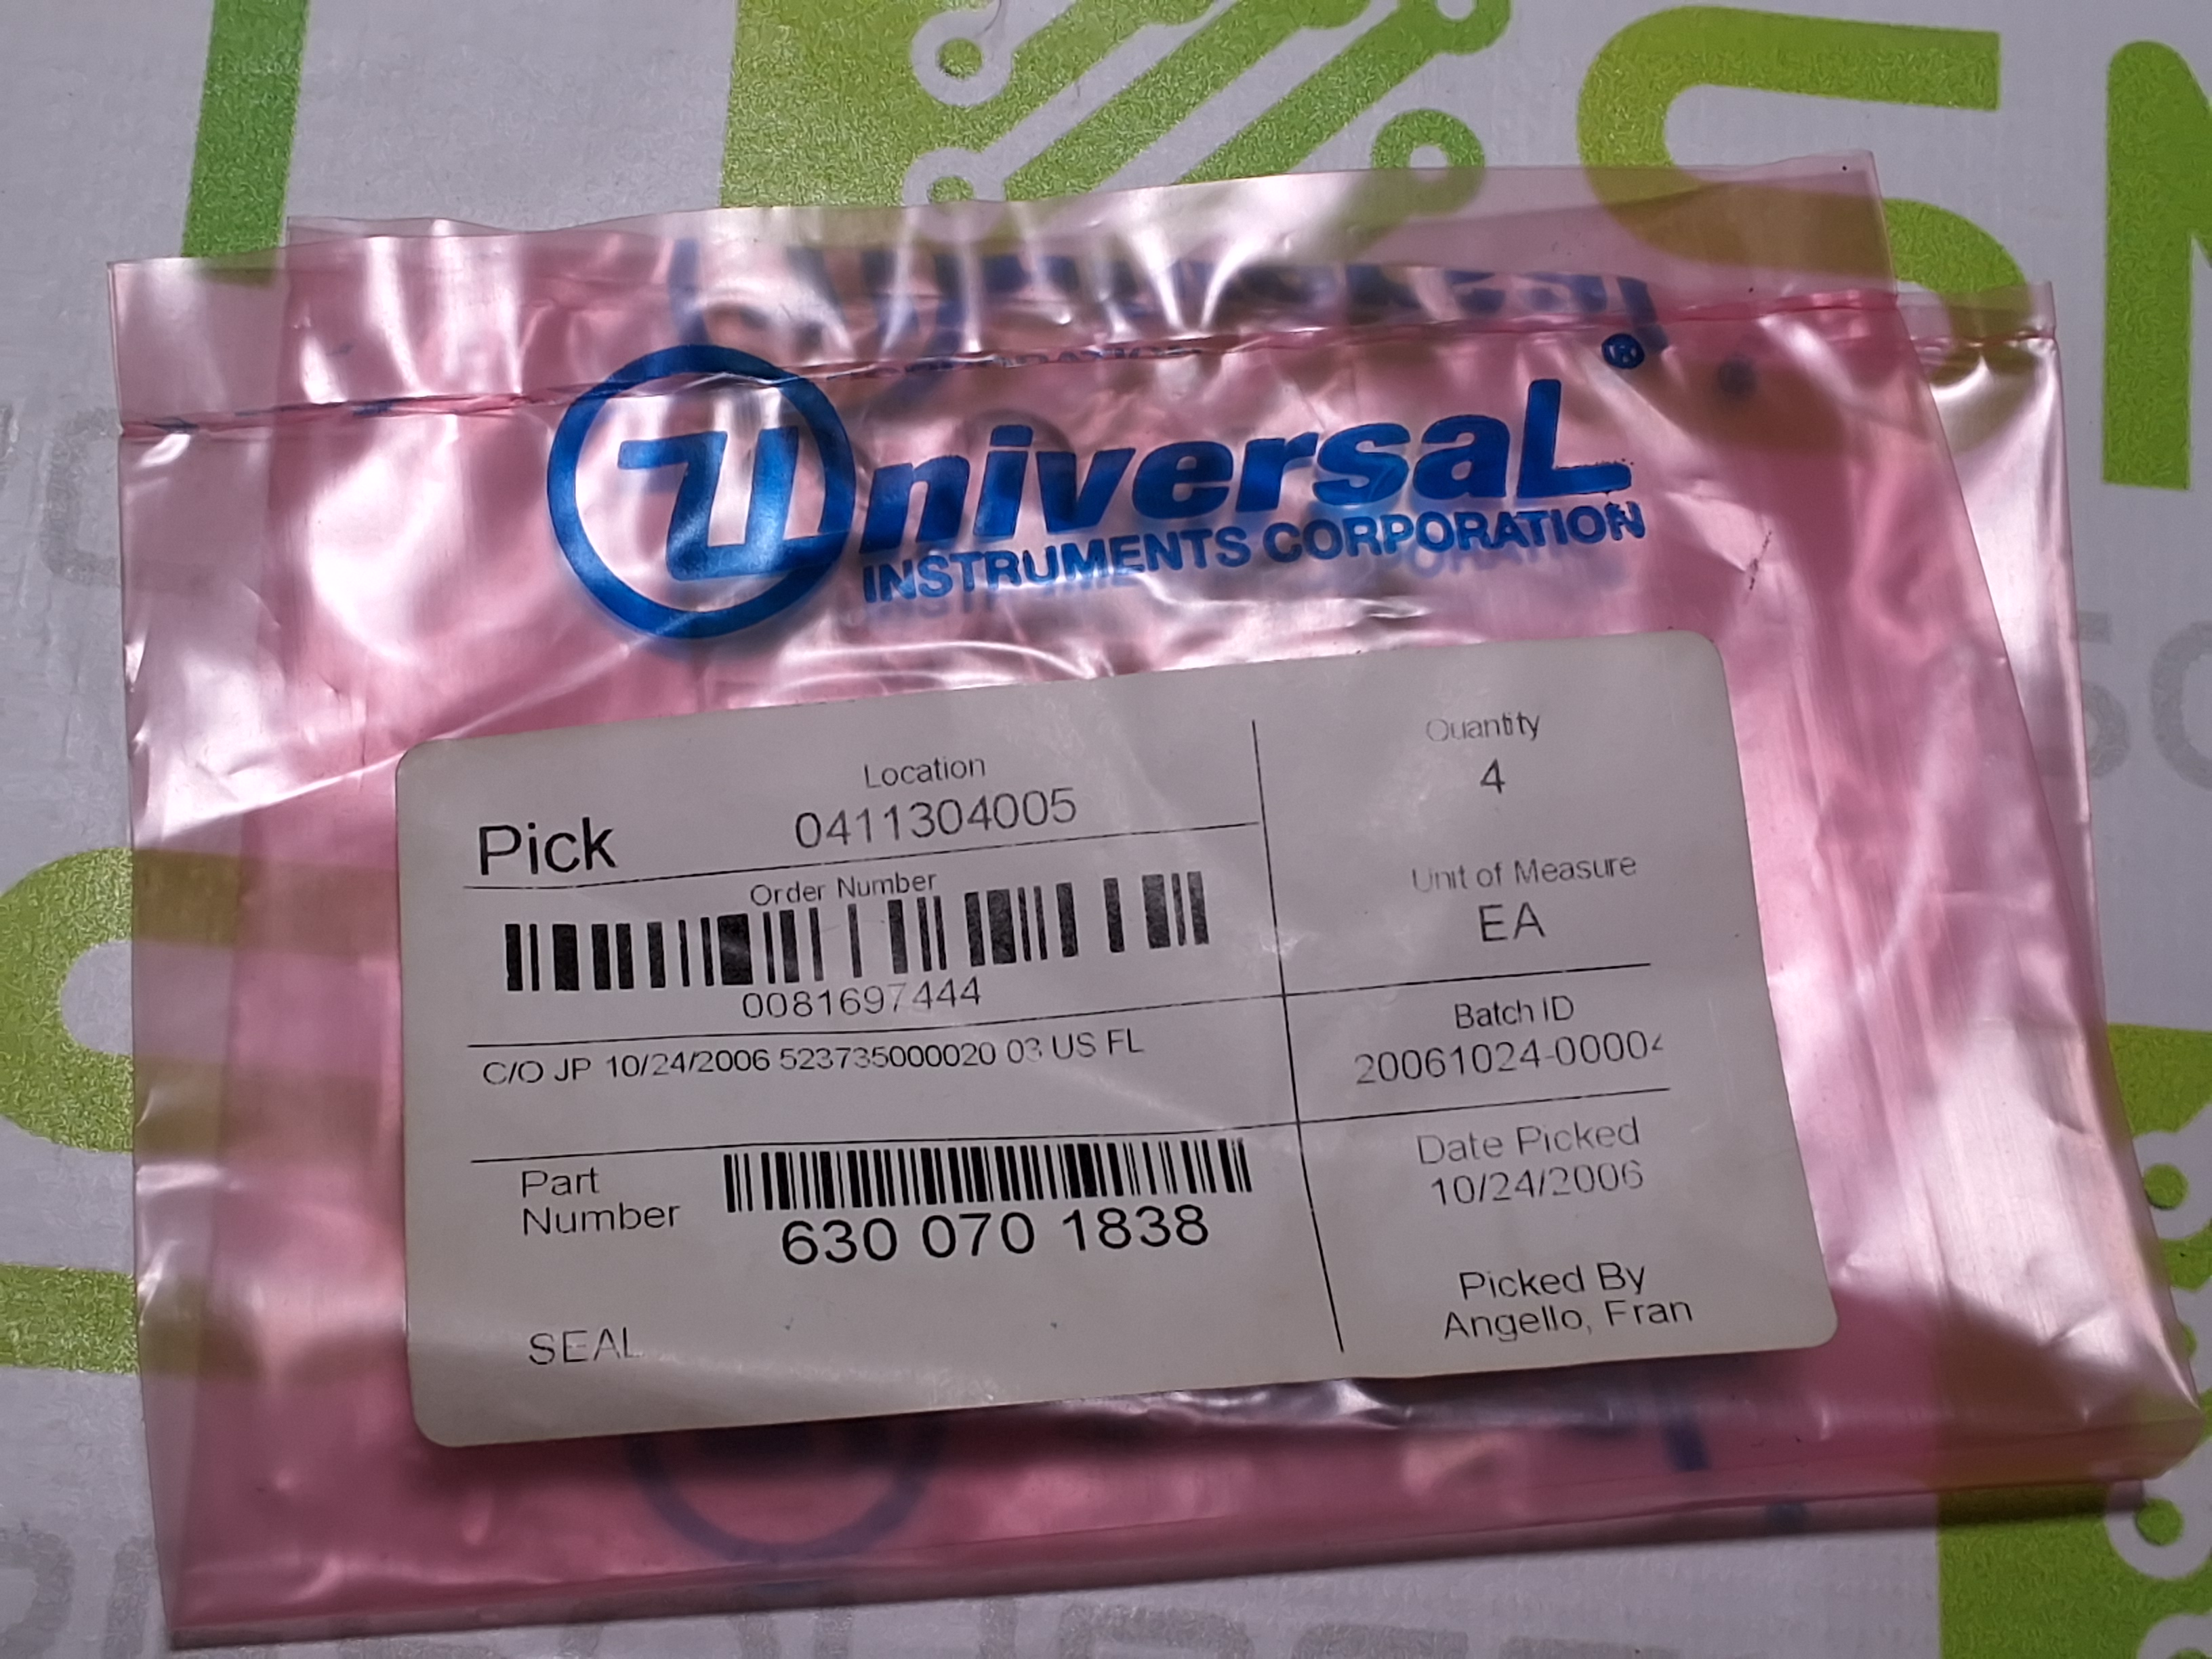 Universal®
INSTRUMENTS CORPORATION
Pick
Location
0411304005
Order Number
0081697444
C/O JP 10/24/2006 523735000020 03 US FL
Part
Number
630 070 1838
SEAL
Quantity
4
Unit of Measure
EA
Batch ID
20061024-00004
Date Picked
10/24/2006
Picked By
Angello, Fran